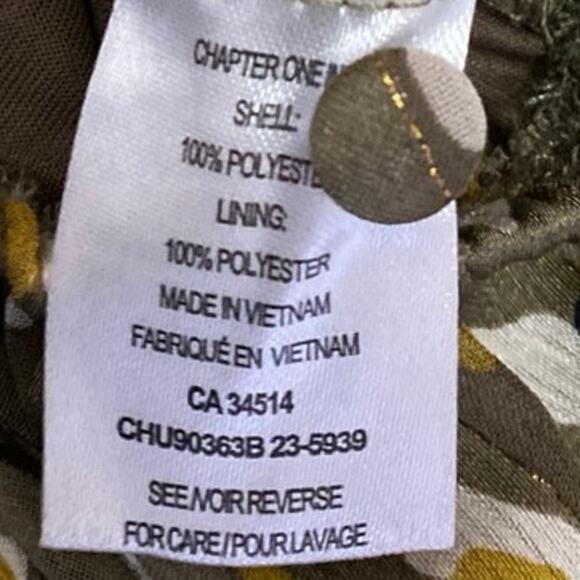 CHAPTER ONE
SHELL:
100% POLYESTE
LINING:
100% POLYESTER
MADE IN VIETNAM
FABRIQUÉ EN VIETNAM
CA 34514
CHU90363B 23-5939
SEE/VOIR REVERSE
FOR CARE/POUR LAVAGE